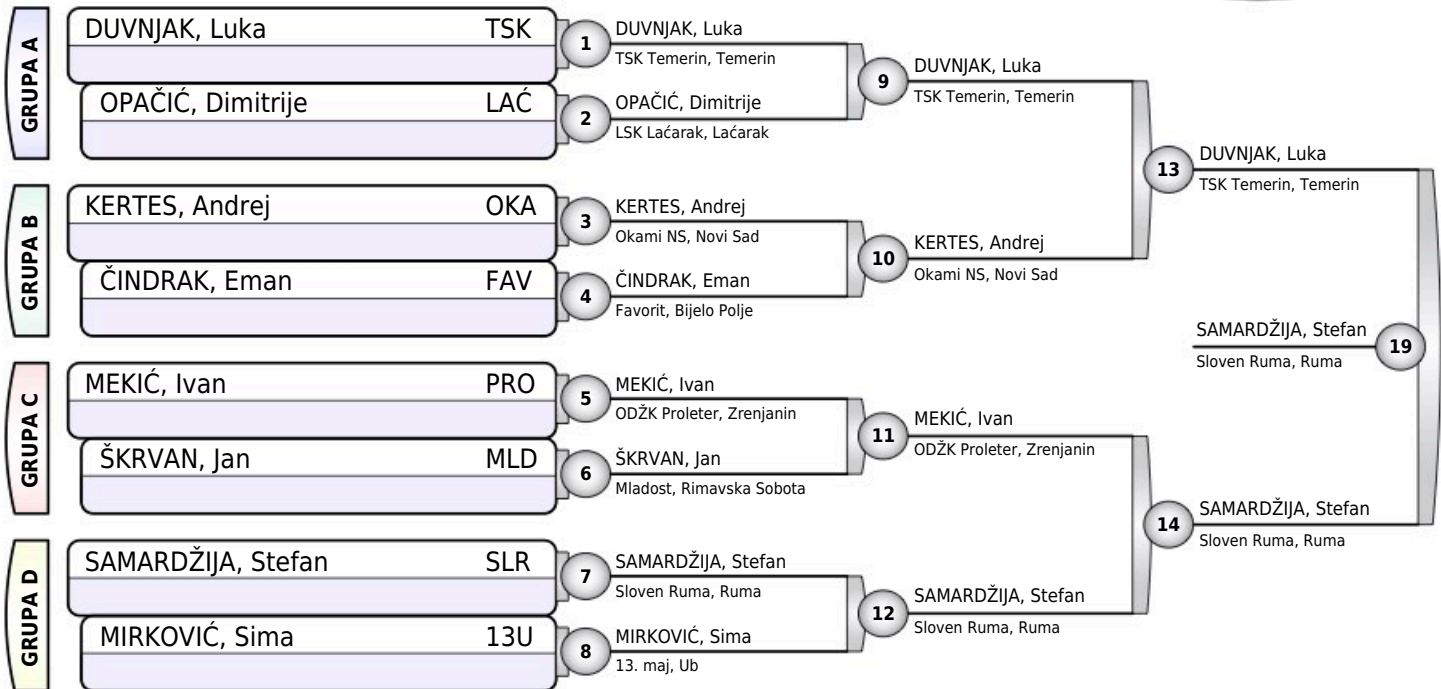 GRUPA A
DUVNJAK, Luka TSK
OPAČIĆ, Dimitrije LAĆ
1
DUVNJAK, Luka
TSK Temerin, Temerin
2
OPAČIĆ, Dimitrije
LSK Laćarak, Laćarak
9
DUVNJAK, Luka
TSK Temerin, Temerin
GRUPA B
KERTES, Andrej OKA
ČINDRAK, Eman FAV
3
KERTES, Andrej
Okami NS, Novi Sad
4
ČINDRAK, Eman
Favorit, Bijelo Polje
10
KERTES, Andrej
Okami NS, Novi Sad
13
DUVNJAK, Luka
TSK Temerin, Temerin
GRUPA C
MEKIĆ, Ivan PRO
ŠKRVAN, Jan MLD
5
MEKIĆ, Ivan
ODŽK Proleter, Zrenjanin
6
ŠKRVAN, Jan
Mladost, Rimavska Sobota
11
MEKIĆ, Ivan
ODŽK Proleter, Zrenjanin
GRUPA D
SAMARDŽIJA, Stefan SLR
MIRKOVIĆ, Sima 13U
7
SAMARDŽIJA, Stefan
Sloven Ruma, Ruma
8
MIRKOVIĆ, Sima
13. maj, Ub
12
SAMARDŽIJA, Stefan
Sloven Ruma, Ruma
14
SAMARDŽIJA, Stefan
Sloven Ruma, Ruma
SAMARDŽIJA, Stefan
Sloven Ruma, Ruma
19